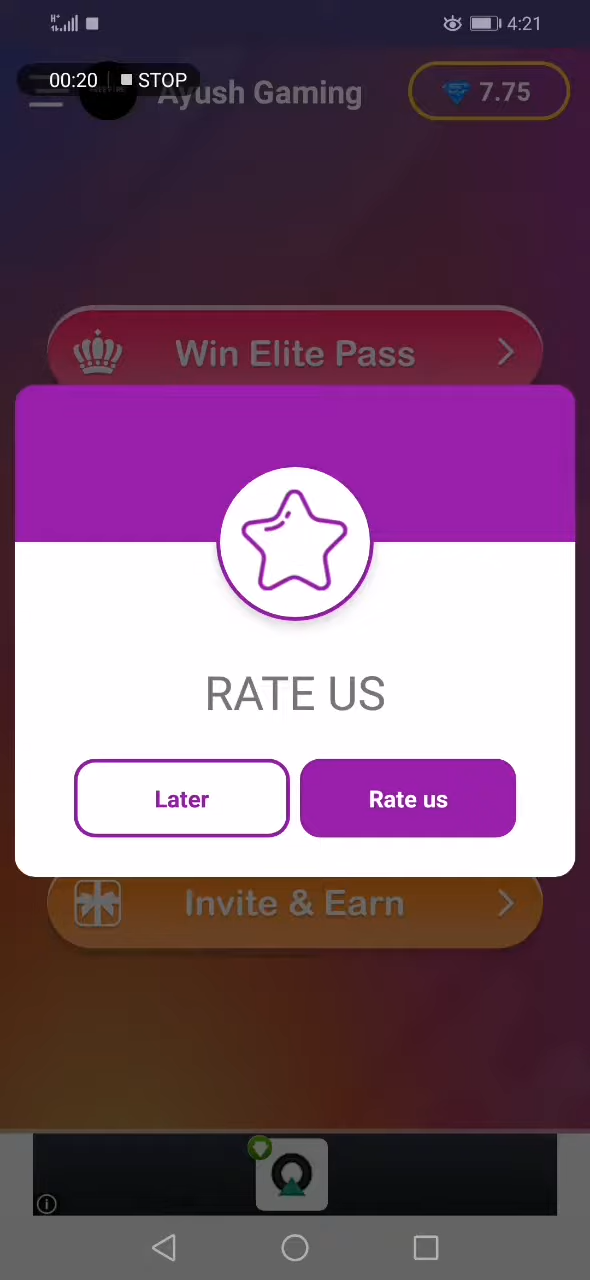 4:21
00:20 STOP
Ayush Gaming
7.75
Win Elite Pass
RATE US
Later
Rate us
Invite & Earn